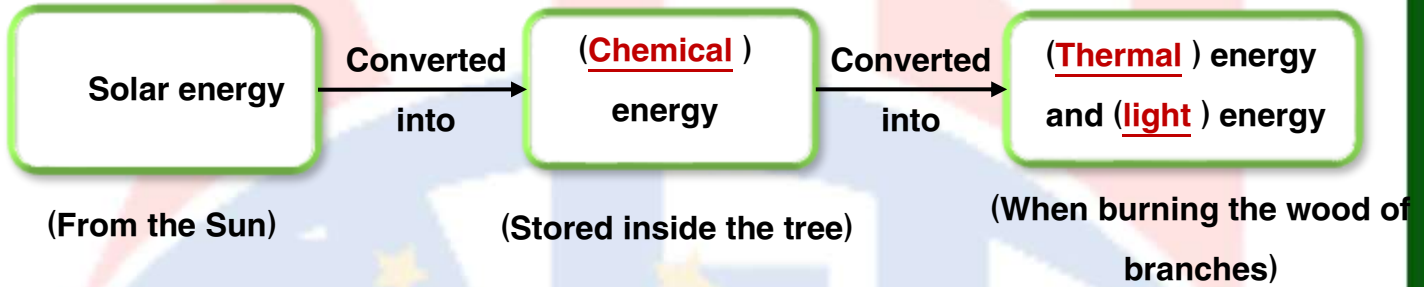 Solar energy
Converted
into
(Chemical )
energy
Converted
into
(Thermal ) energy
and (light ) energy
(From the Sun)
(Stored inside the tree)
(When burning the wood of
branches)